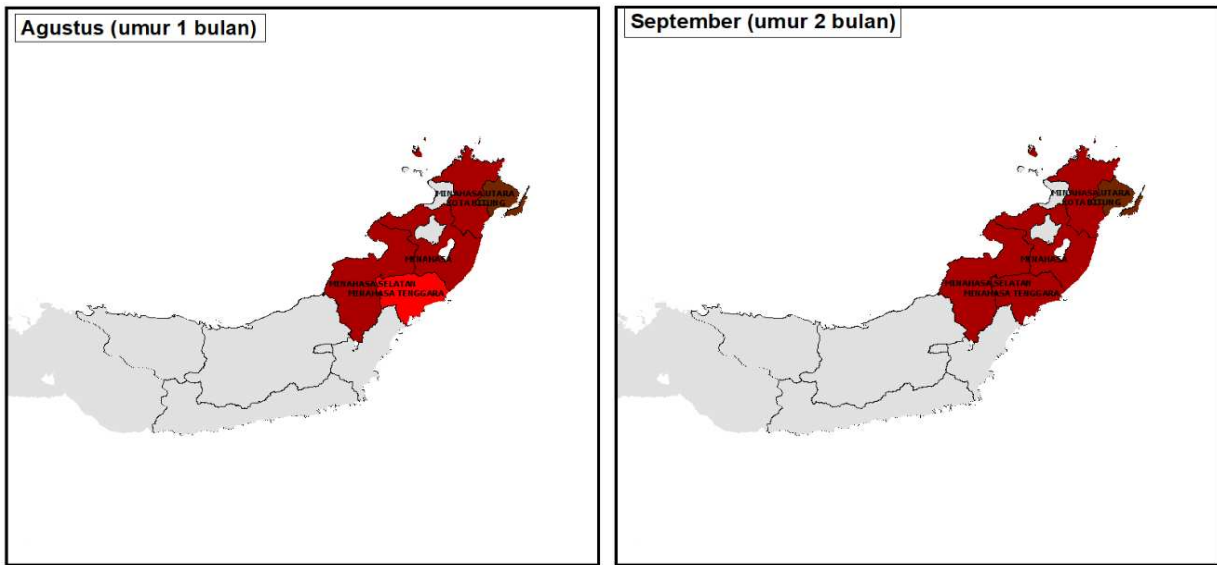 Agustus (umur 1 bulan)
MINAHASA UTARA
KOTA BITUNG
MINAHASA
MINAHASA SELATAN
MINAHASA TENGGARA
September (umur 2 bulan)
MINAHASA UTARA
KOTA BITUNG
MINAHASA
MINAHASA SELATAN
MINAHASA TENGGARA